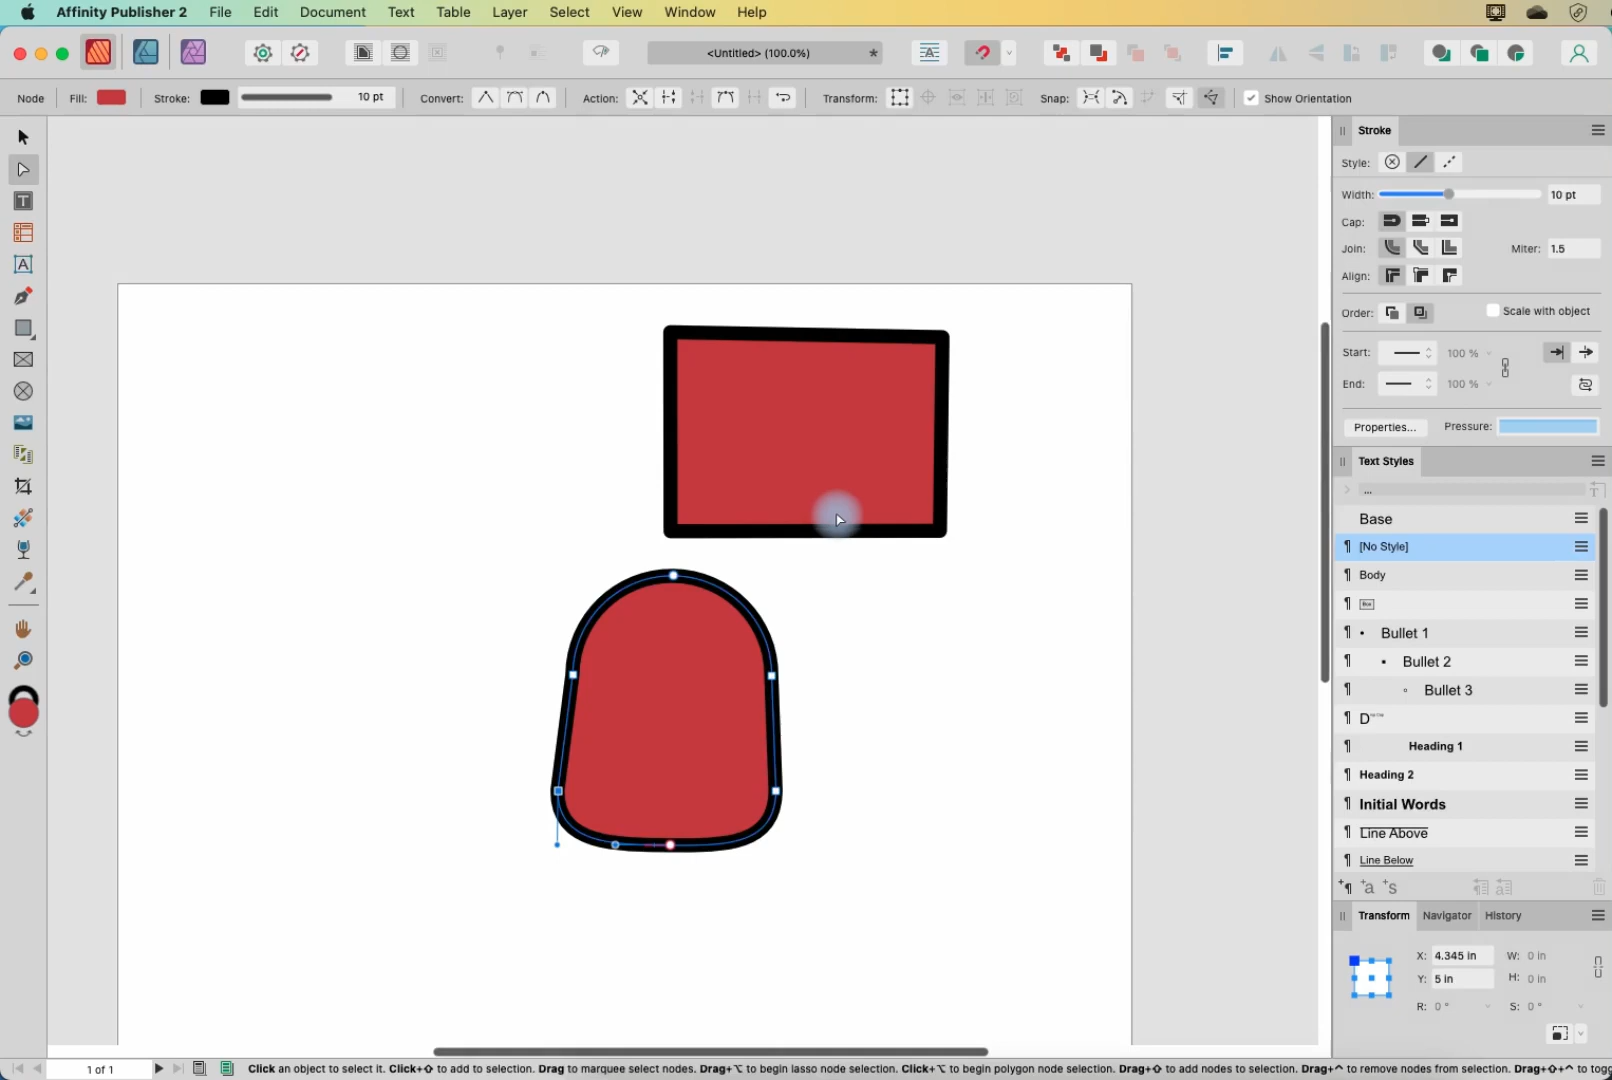 Affinity Publisher 2 File Edit Document Text Table Layer Select View Window Help
<Untitled> (100.0%) *
Node Fill: Stroke: 10 pt Convert: Action: Transform: Snap: Show Orientation
Stroke
Style:
Width: 10 pt
Cap:
Join: Miter: 1.5
Align:
Order: Scale with object
Start: 100 %
End: 100 %
Properties... Pressure:
Text Styles
...
Base
[No Style]
Body
Bullet 1
Bullet 2
Bullet 3
D
Heading 1
Heading 2
Initial Words
Line Above
Line Below
Transform Navigator History
X: 4.345 in W: 0 in
Y: 5 in H: 0 in
R: 0 ° S: 0 °
1 of 1 Click an object to select it. Click+⇧ to add to selection. Drag to marquee select nodes. Drag+⌥ to begin lasso node selection. Click+⌥ to begin polygon node selection. Drag+⇧ to add nodes to selection. Drag+^ to remove nodes from selection. Drag+⇧+^ to togg